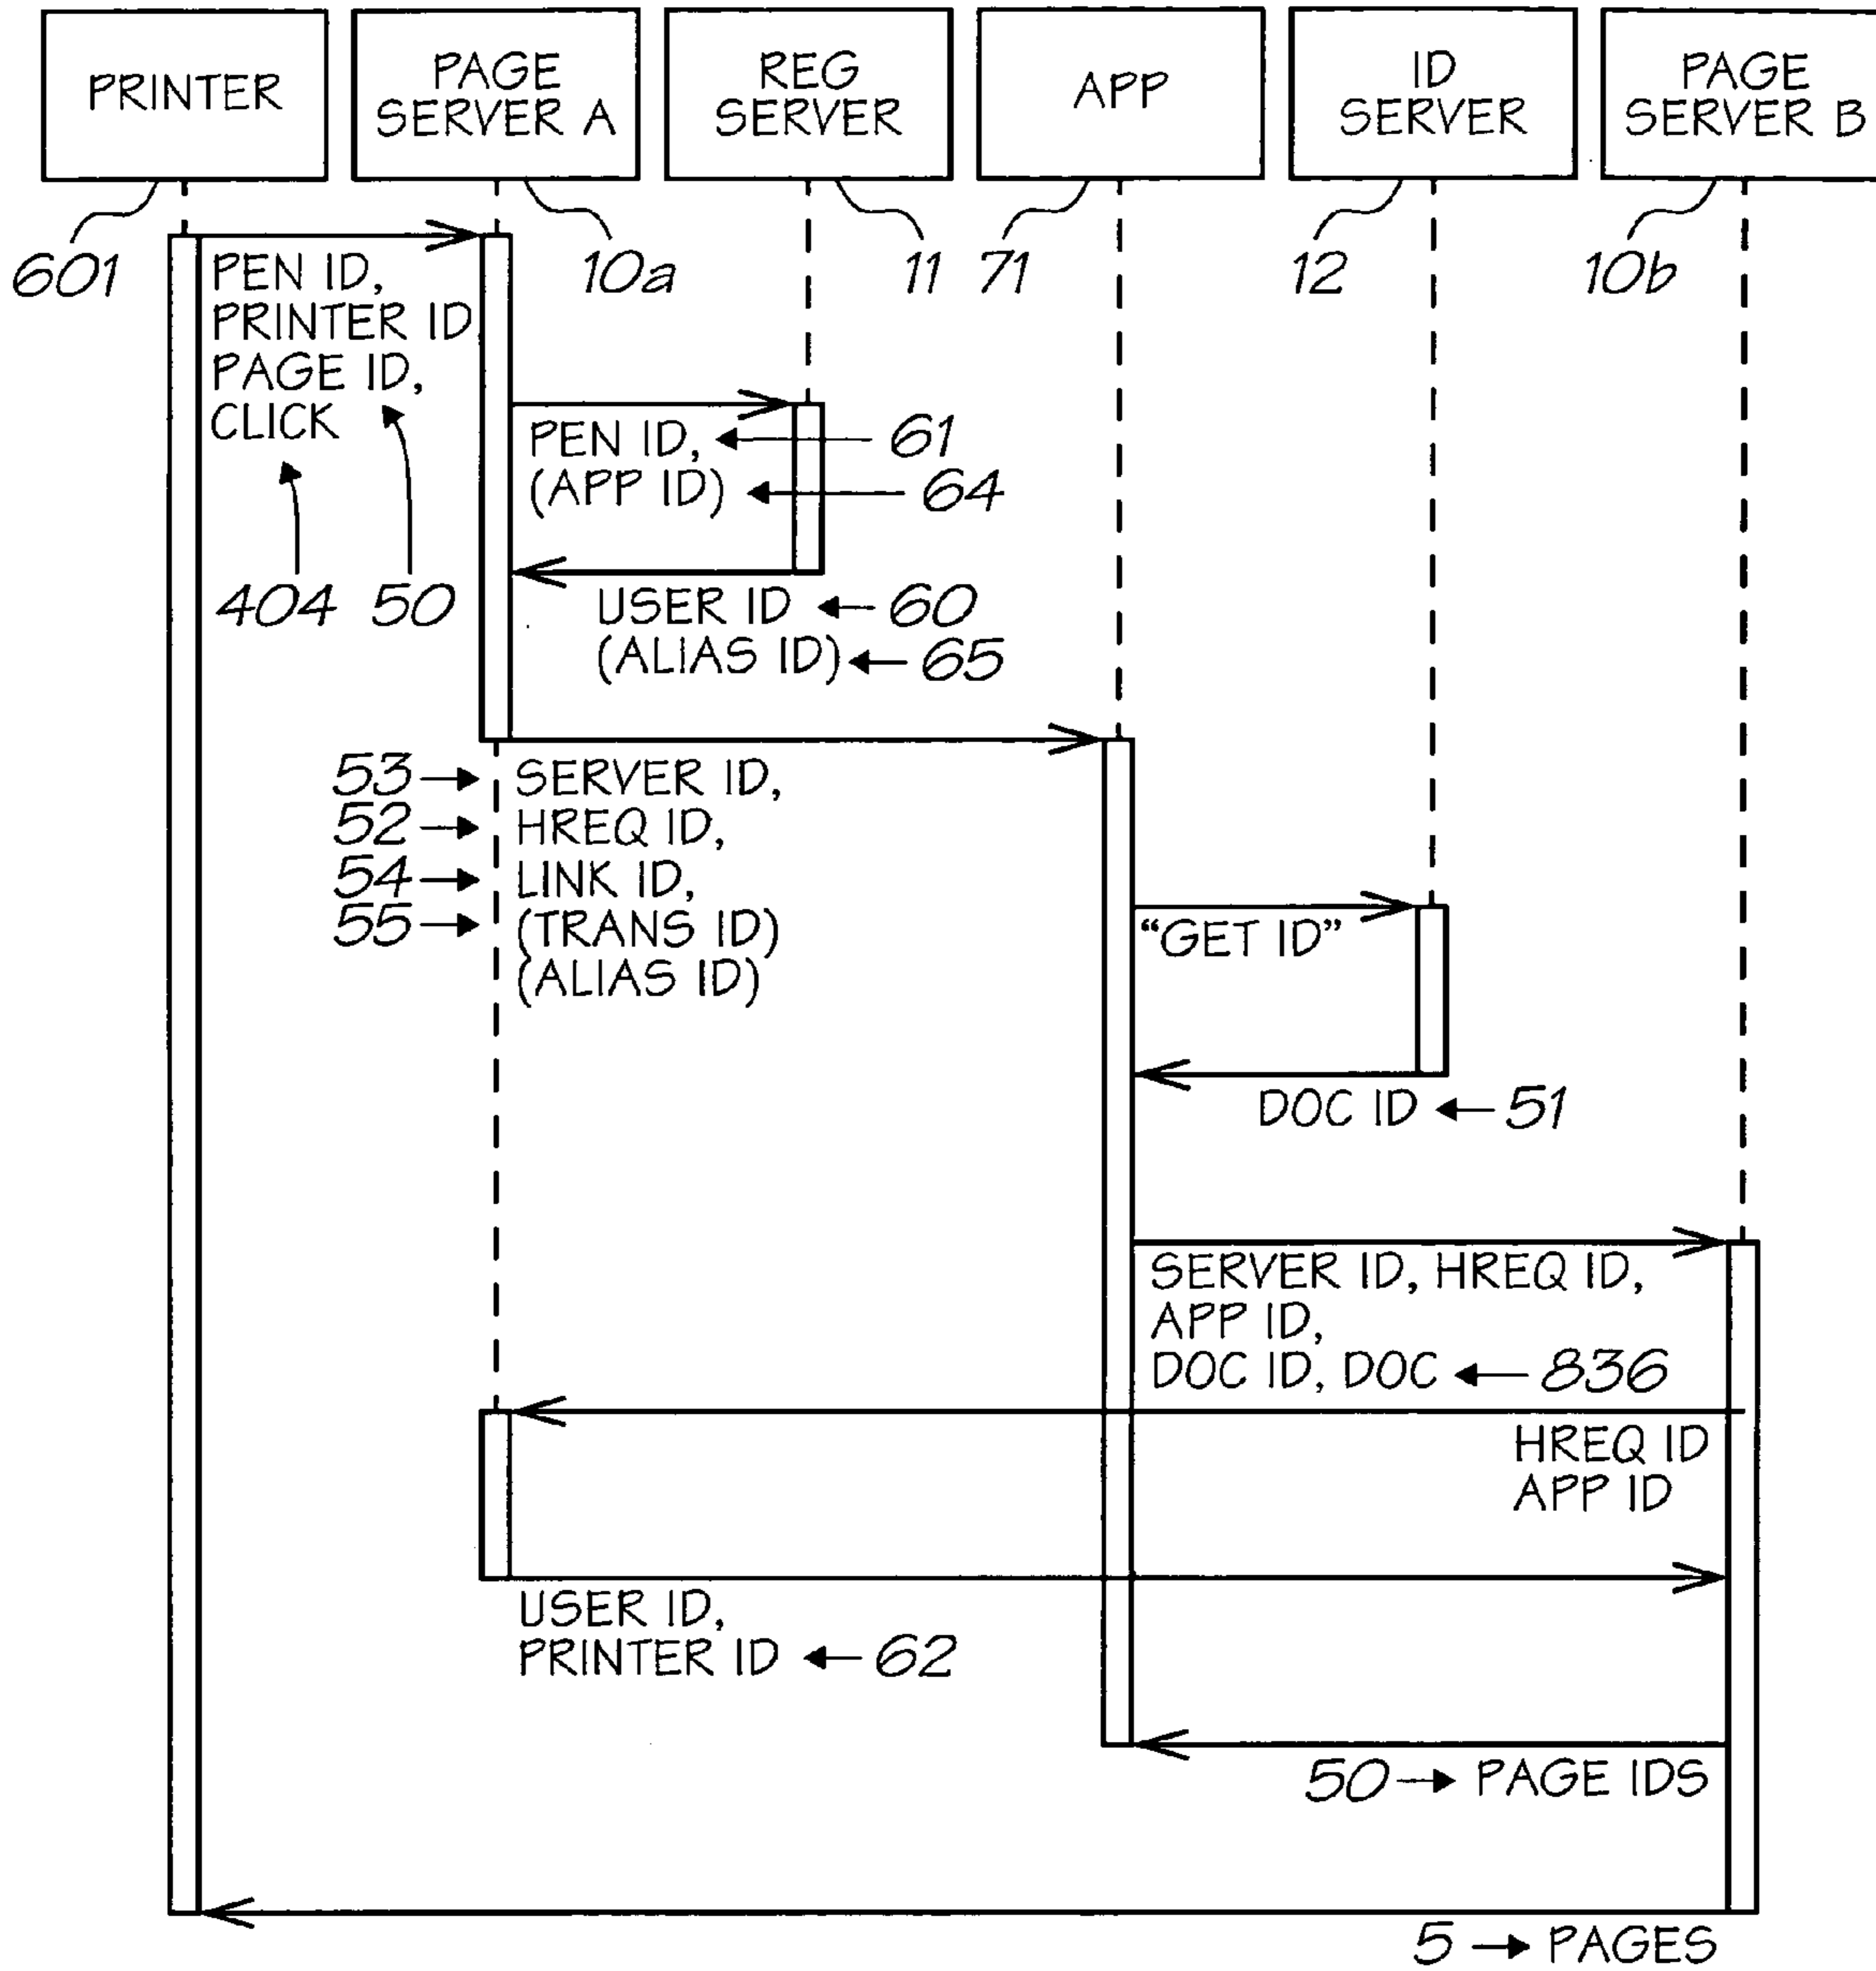 PRINTER
PAGE
SERVER A
REG
SERVER
APP
ID
SERVER
PAGE
SERVER B
601
10a
11
71
12
10b
PEN ID,
PRINTER ID
PAGE ID,
CLICK
404
50
PEN ID,
61
(APP ID)
64
USER ID
60
(ALIAS ID)
65
53
SERVER ID,
52
HREQ ID,
54
LINK ID,
55
(TRANS ID)
(ALIAS ID)
“GET ID”
DOC ID
51
SERVER ID, HREQ ID,
APP ID,
DOC ID, DOC
836
HREQ ID
APP ID
USER ID,
PRINTER ID
62
50
PAGE IDS
5
PAGES